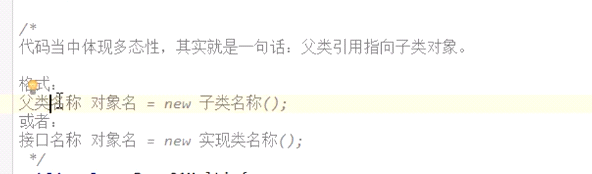 /*
代码当中体现多态性，其实就是一句话：父类引用指向子类对象。
格式：
父类名称 对象名 = new 子类名称();
或者：
接口名称 对象名 = new 实现类名称();
*/